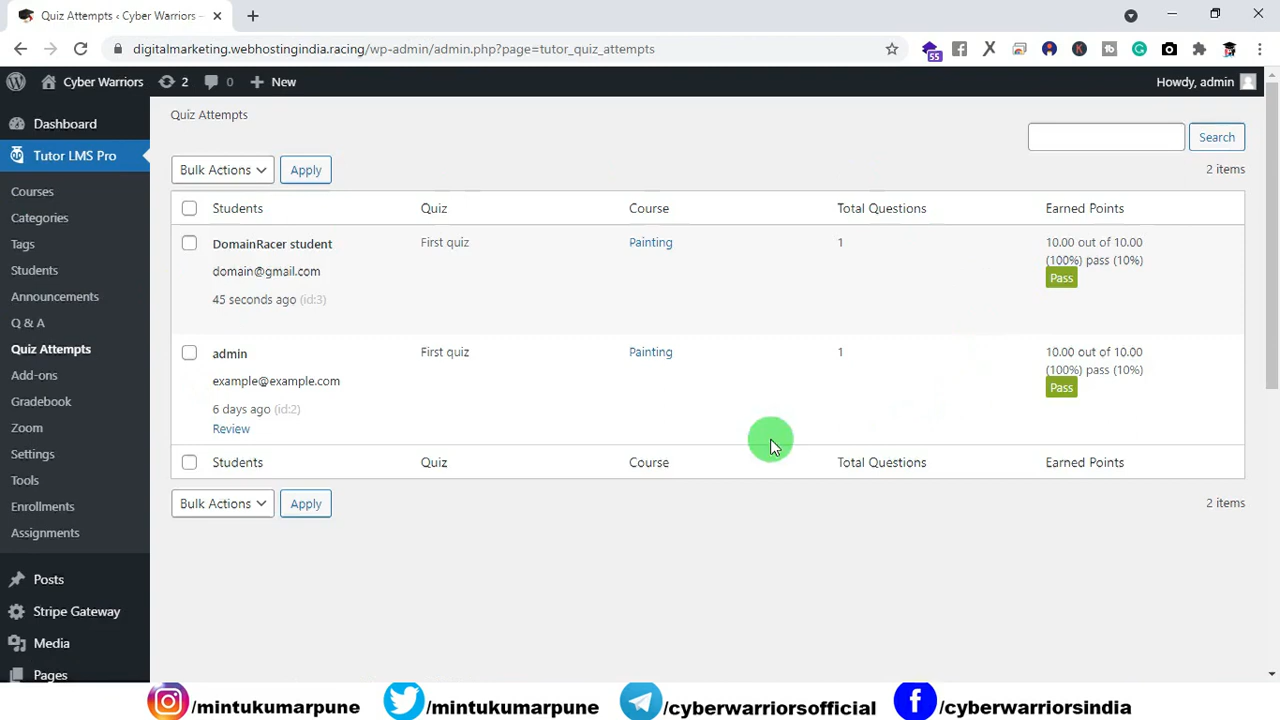 Quiz Attempts ‹ Cyber Warriors –
digitalmarketing.webhostingindia.racing/wp-admin/admin.php?page=tutor_quiz_attempts
55
Cyber Warriors 2 0 New
Howdy, admin
Dashboard
Tutor LMS Pro
Courses
Categories
Tags
Students
Announcements
Q & A
Quiz Attempts
Add-ons
Gradebook
Zoom
Settings
Tools
Enrollments
Assignments
Posts
Stripe Gateway
Media
Pages
Quiz Attempts
Search
Bulk Actions Apply
2 items
Students Quiz Course Total Questions Earned Points
DomainRacer student First quiz Painting 1 10.00 out of 10.00
(100%) pass (10%)
domain@gmail.com
Pass
45 seconds ago (id:3)
admin First quiz Painting 1 10.00 out of 10.00
(100%) pass (10%)
example@example.com
Pass
6 days ago (id:2)
Review
Students Quiz Course Total Questions Earned Points
Bulk Actions Apply
2 items
/mintukumarpune /mintukumarpune /cyberwarriorsofficial /cyberwarriorsindia